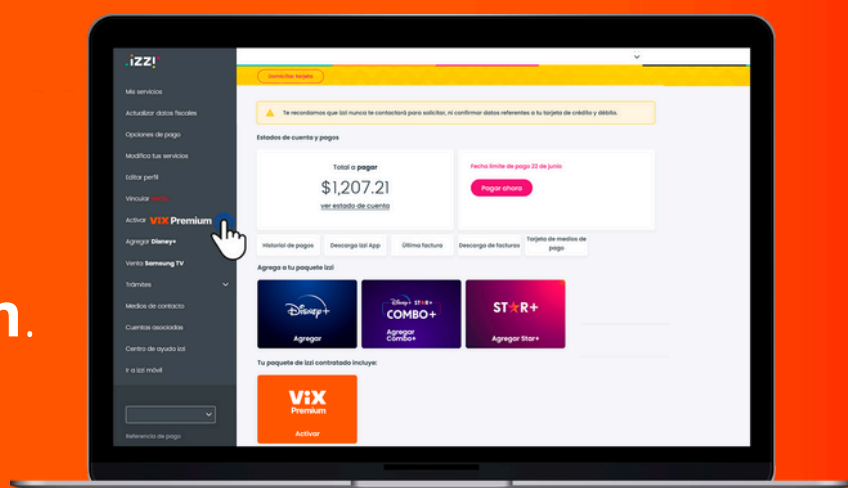 izzi
Domiciliar tarjeta
Mis servicios
Actualizar datos fiscales
Opciones de pago
Modifica tus servicios
Editar perfil
Vincular
Activar ViX Premium
Agregar Disney+
Venta Samsung TV
Trámites
Medios de contacto
Cuentas asociadas
Centro de ayuda izzi
Ir a izzi móvil
Referencia de pago
Te recordamos que izzi nunca te contactará para solicitar, ni confirmar datos referentes a tu tarjeta de crédito y débito.
Estados de cuenta y pagos
Total a pagar
$1,207.21
ver estado de cuenta
Fecha límite de pago 22 de junio
Pagar ahora
Historial de pagos
Descarga izzi App
Última factura
Descarga de facturas
Tarjeta de medios de
pago
Agrega a tu paquete izzi
Disney+
Agregar
Disney+ STAR+
COMBO+
Agregar
Combo+
STAR+
Agregar Star+
Tu paquete de izzi contratado incluye:
ViX
Premium
Activar
n.